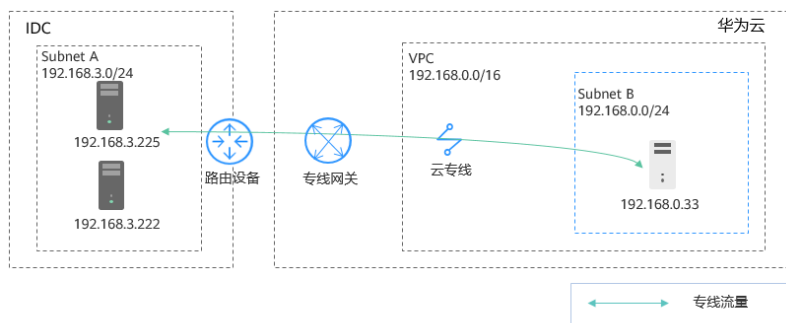 IDC
华为云
Subnet A
192.168.3.0/24
VPC
192.168.0.0/16
Subnet B
192.168.0.0/24
192.168.3.225
路由设备
专线网关
云专线
192.168.3.222
192.168.0.33
专线流量